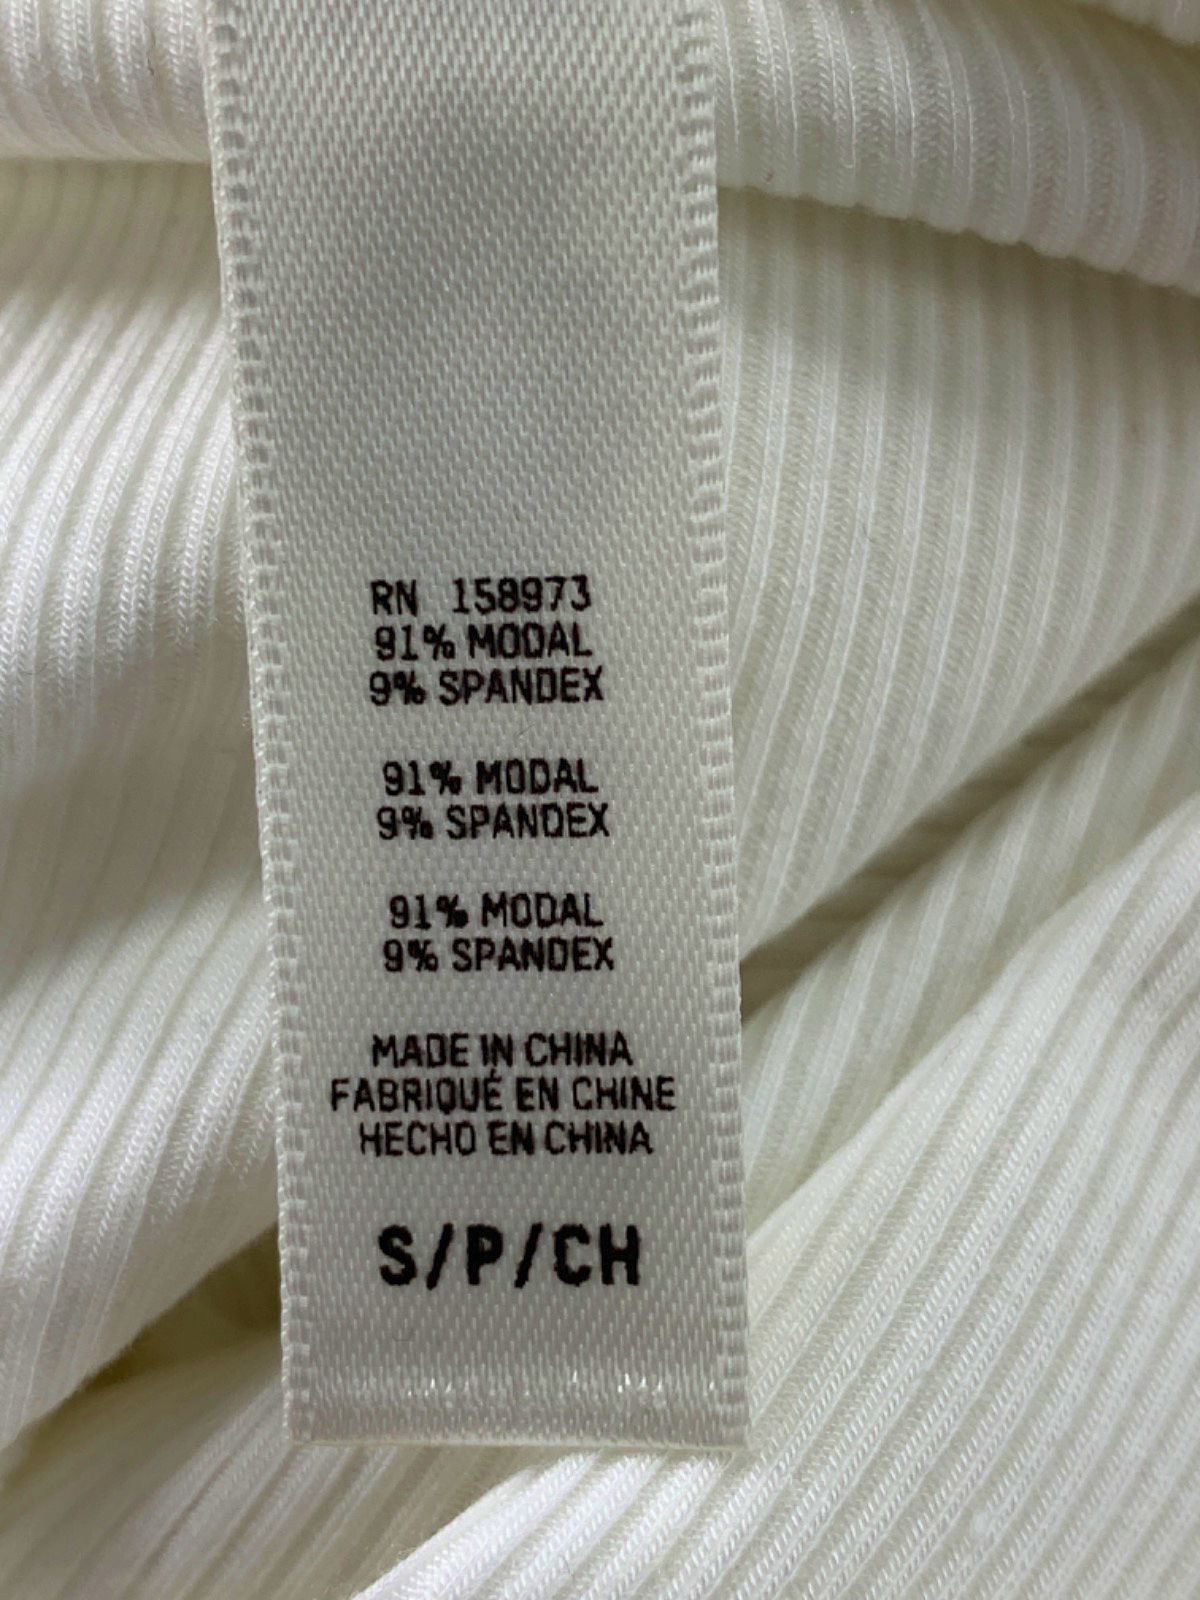 RN 158973
91% MODAL
9% SPANDEX
91% MODAL
9% SPANDEX
91% MODAL
9% SPANDEX
MADE IN CHINA
FABRIQUÉ EN CHINE
HECHO EN CHINA
S/P/CH